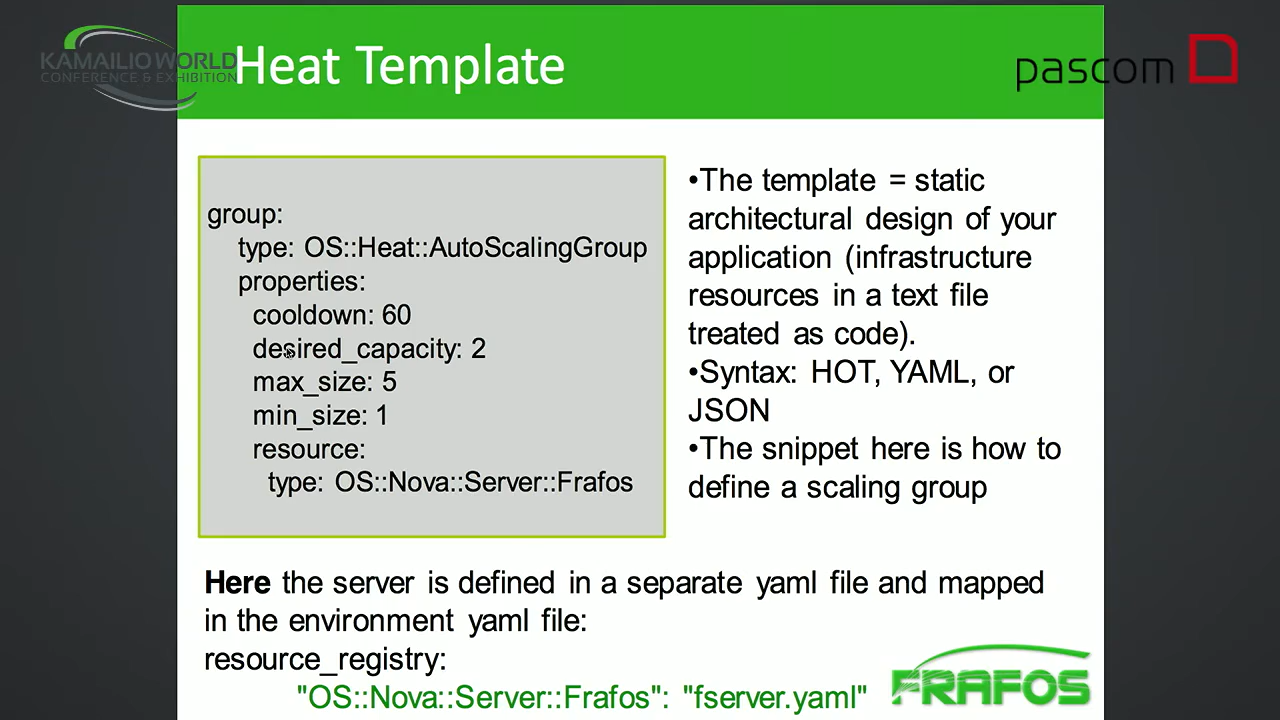 KAMAILIO WORLD
CONFERENCE & EXHIBITION
Heat Template
pascom
group:
type: OS::Heat::AutoScalingGroup
properties:
cooldown: 60
desired_capacity: 2
max_size: 5
min_size: 1
resource:
type: OS::Nova::Server::Frafos
•The template = static
architectural design of your
application (infrastructure
resources in a text file
treated as code).
•Syntax: HOT, YAML, or
JSON
•The snippet here is how to
define a scaling group
Here the server is defined in a separate yaml file and mapped
in the environment yaml file:
resource_registry:
"OS::Nova::Server::Frafos": "fserver.yaml"
FRAFOS